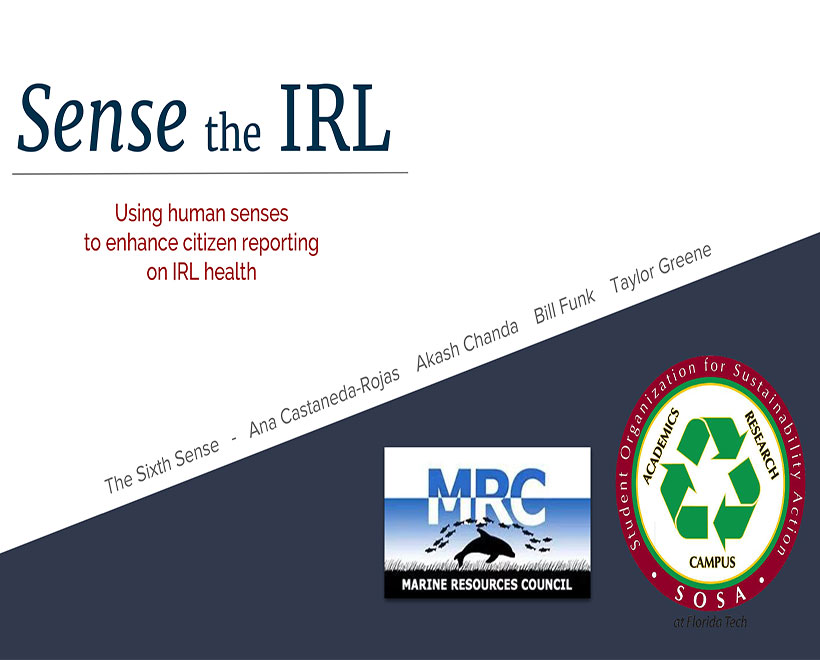 Sense the IRL
Using human senses
to enhance citizen reporting
on IRL health
The Sixth Sense - Ana Castaneda-Rojas Akash Chanda Bill Funk Taylor Greene
MRC
MARINE RESOURCES COUNCIL
Student Organization for Sustainability Action
ACADEMICS
RESEARCH
CAMPUS
• SOSA •
at Florida Tech